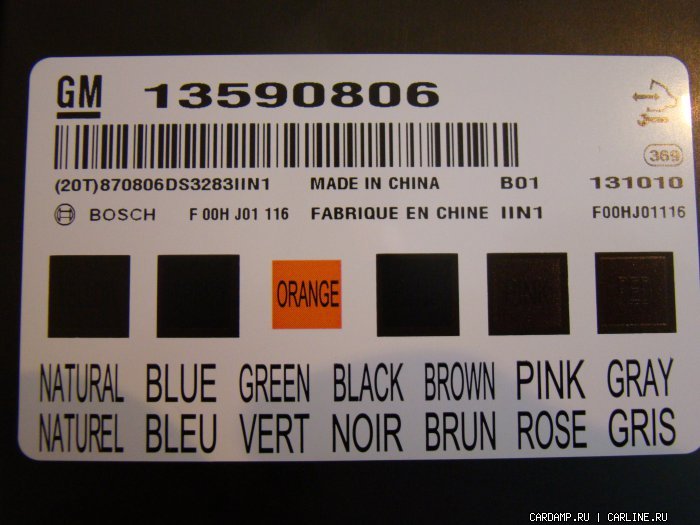 GM 13590806
369
(20T)870806DS3283IIN1 MADE IN CHINA B01 131010
BOSCH F 00H J01 116 FABRIQUE EN CHINE IIN1 F00HJ01116
ORANGE
NATURAL BLUE GREEN BLACK BROWN PINK GRAY
NATUREL BLEU VERT NOIR BRUN ROSE GRIS
CARDAMP.RU | CARLINE.RU